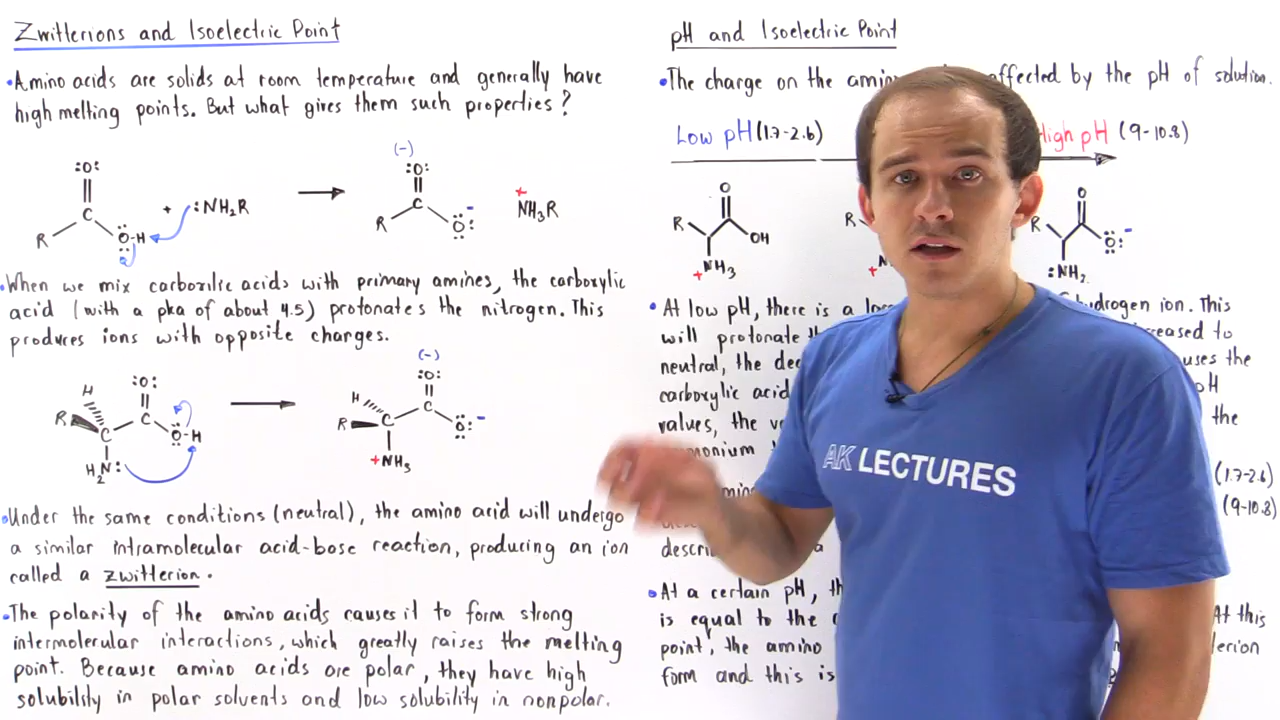 Zwitterions and Isoelectric Point
•Amino acids are solids at room temperature and generally have
high melting points. But what gives them such properties?
:O:
C
R
O-H
+ :NH2R
(-)
:O:
C
R
O:-
+
NH3R
•When we mix carboxilic acids with primary amines, the carboxylic
acid (with a pka of about 4.5) protonates the nitrogen. This
produces ions with opposite charges.
H
:O:
R
C
C
O-H
H2N:
(-)
:O:
H
R
C
C
O:-
+NH3
•Under the same conditions (neutral), the amino acid will undergo
a similar intramolecular acid-base reaction, producing an ion
called a zwitterion.
•The polarity of the amino acids causes it to form strong
intermolecular interactions, which greatly raises the melting
point. Because amino acids are polar, they have high
solubility in polar solvents and low solubility in nonpolar.
pH and Isoelectric Point
•The charge on the affected by the pH of solution.
Low pH (1.7-2.6)
High pH (9-10.8)
O
R
OH
+NH3
R
+
O
R
O:-
:NH2
•At low pH, there is a hydrogen ion. This
will protonate to
neutral, the the
carboxylic acid pH
values, the the
(1.7-2.6)
(9-10.8)
a
•At a certain pH, At this
is equal to the
point, the amino
form and this is
AK LECTURES